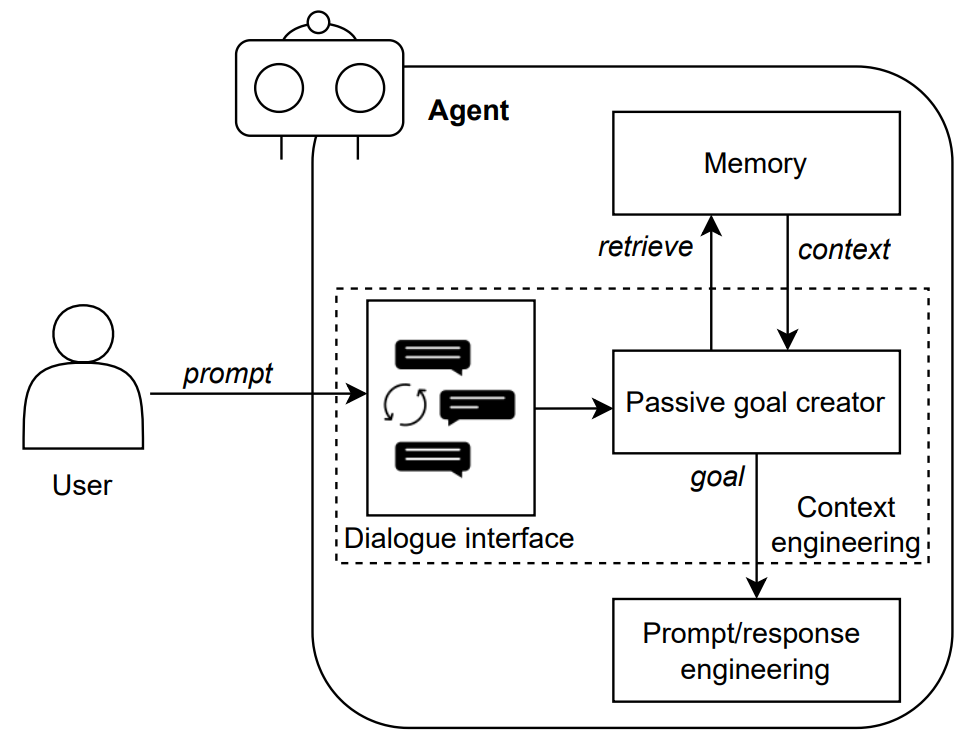 Agent
Memory
retrieve
context
prompt
Passive goal creator
User
goal
Context
engineering
Dialogue interface
Prompt/response
engineering